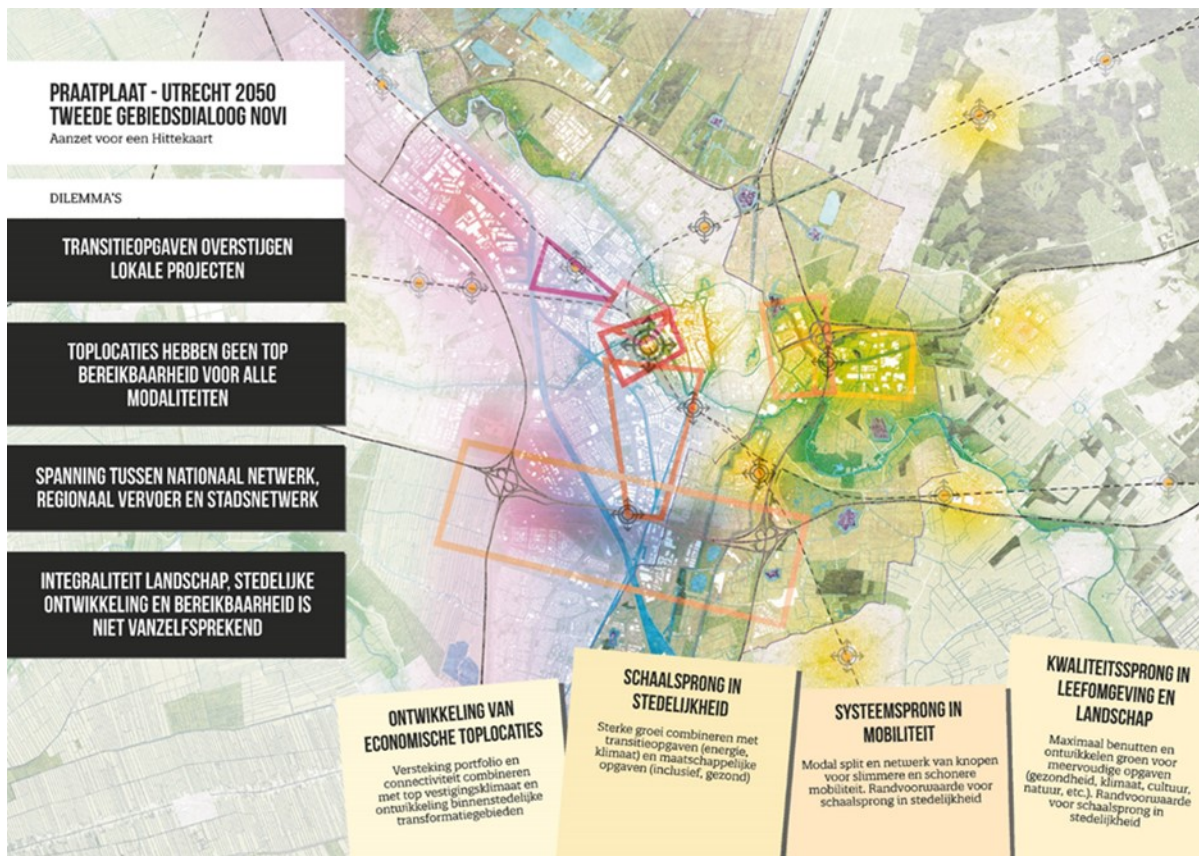 PRAATPLAAT - UTRECHT 2050
TWEEDE GEBIEDSDIALOOG NOVI
Aanzet voor een Hittekaart
DILEMMA'S
TRANSITIEOPGAVEN OVERSTIJGEN
LOKALE PROJECTEN
TOPLOCATIES HEBBEN GEEN TOP
BEREIKBAARHEID VOOR ALLE
MODALITEITEN
SPANNING TUSSEN NATIONAAL NETWERK,
REGIONAAL VERVOER EN STADSNETWERK
INTEGRALITEIT LANDSCHAP, STEDELIJKE
ONTWIKKELING EN BEREIKBAARHEID IS
NIET VANZELFSPREKEND
ONTWIKKELING VAN
ECONOMISCHE TOPLOCATIES
Versteking portfolio en
connectiviteit combineren
met top vestigingsklimaat en
ontwikkeling binnenstedelijke
transformatiegebieden
SCHAALSPRONG IN
STEDELIJKHEID
Sterke groei combineren met
transitieopgaven (energie,
klimaat) en maatschappelijke
opgaven (inclusief, gezond)
SYSTEEMSPRONG IN
MOBILITEIT
Modal split en netwerk van knopen
voor slimmere en schonere
mobiliteit. Randvoorwaarde voor
schaalsprong in stedelijkheid
KWALITEITSSPRONG IN
LEEFOMGEVING EN
LANDSCHAP
Maximaal benutten en
ontwikkelen groen voor
meervoudige opgaven
(gezondheid, klimaat, cultuur,
natuur, etc.). Randvoorwaarde
voor schaalsprong in
stedelijkheid